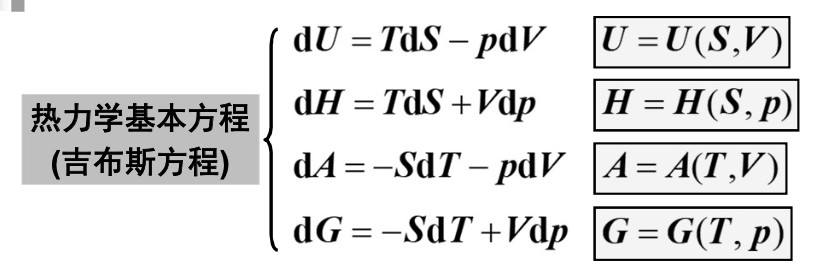 热力学基本方程
(吉布斯方程)
dU = TdS − pdV U = U(S,V)
dH = TdS + Vdp H = H(S, p)
dA = −SdT − pdV A = A(T,V)
dG = −SdT + Vdp G = G(T, p)